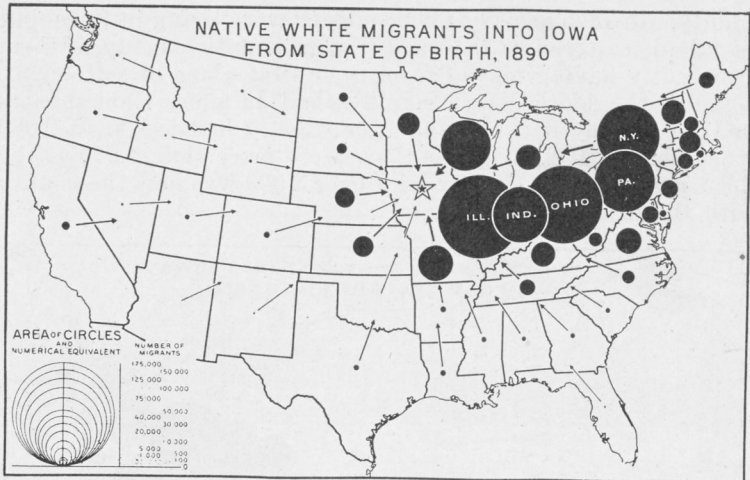 NATIVE WHITE MIGRANTS INTO IOWA
FROM STATE OF BIRTH, 1890
N.Y.
PA.
ILL.
IND.
OHIO
AREA OF CIRCLES
AND
NUMERICAL EQUIVALENT
NUMBER OF
MIGRANTS
175,000
150 000
125 000
100 000
75 000
50 000
40,000
30 000
20,000
10 000
5 000
0